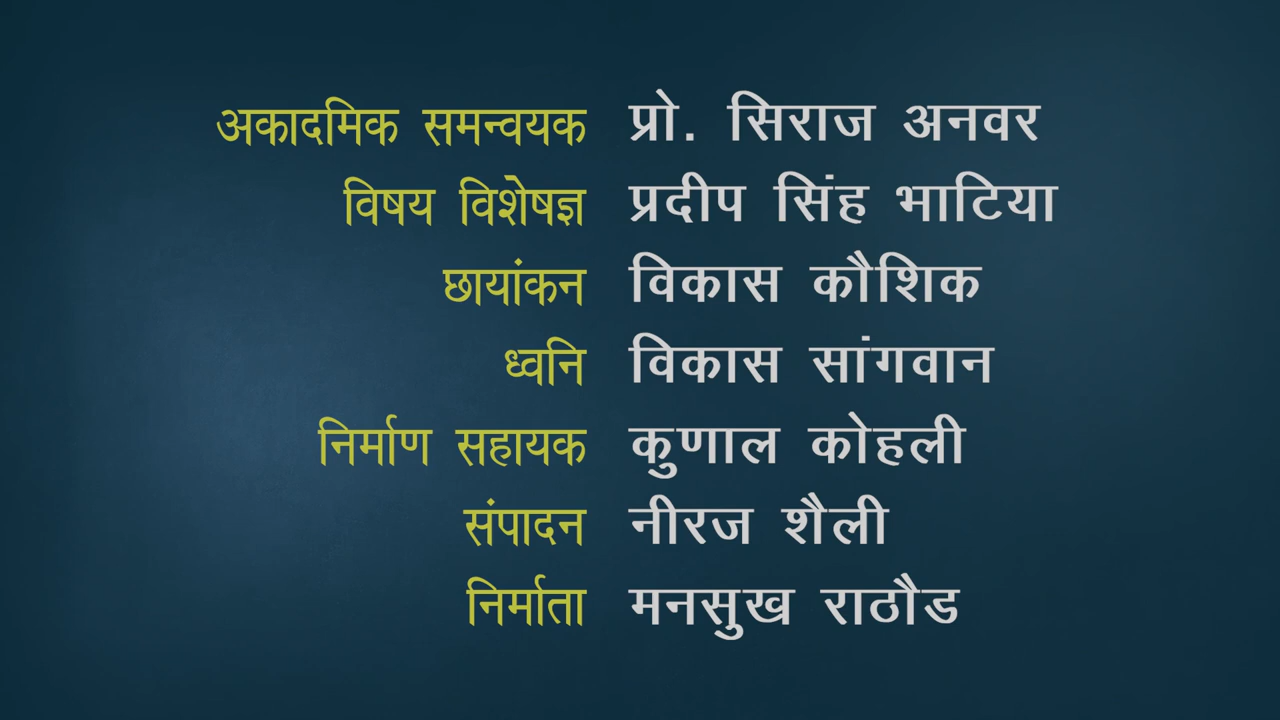 अकादमिक समन्वयक प्रो. सिराज अनवर
विषय विशेषज्ञ प्रदीप सिंह भाटिया
छायांकन विकास कौशिक
ध्वनि विकास सांगवान
निर्माण सहायक कुणाल कोहली
संपादन नीरज शैली
निर्माता मनसुख राठौड